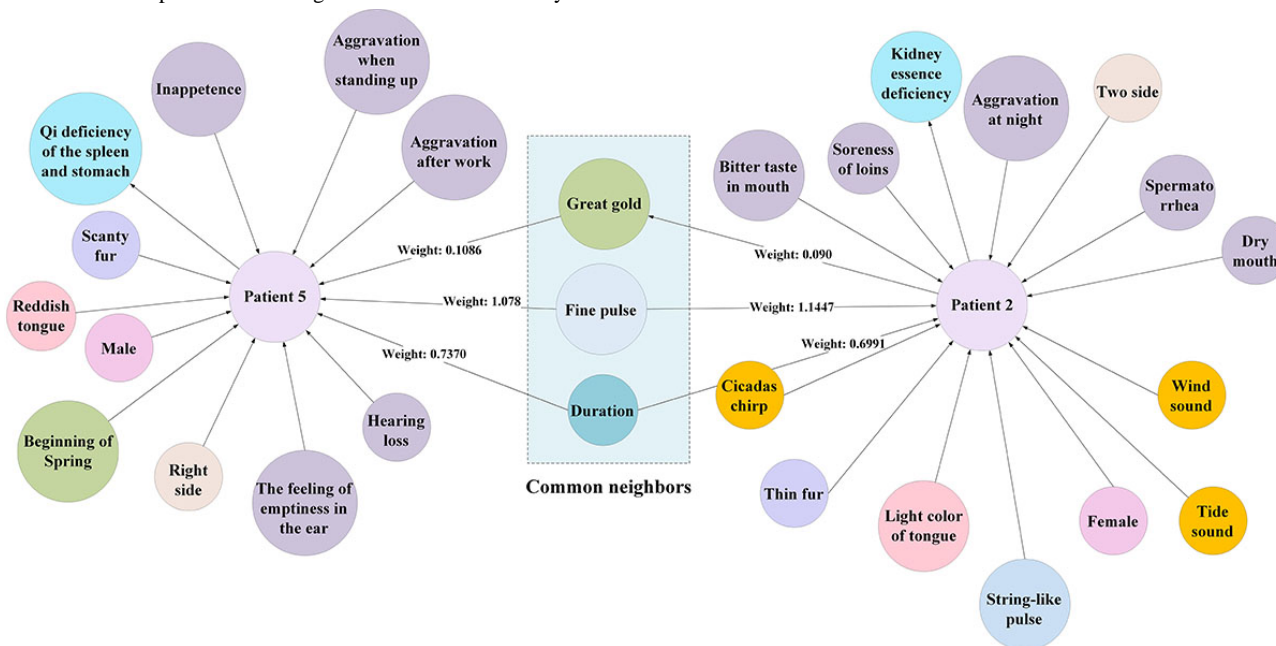 Inappetence
Aggravation
when
standing up
Qi deficiency
of the spleen
and stomach
Aggravation
after work
Scanty
fur
Reddish
tongue
Male
Patient 5
Beginning of
Spring
Right
side
The feeling of
emptiness in
the ear
Hearing
loss
Weight: 0.1086
Weight: 1.078
Weight: 0.7370
Great gold
Fine pulse
Duration
Common neighbors
Weight: 0.090
Weight: 1.1447
Weight: 0.6991
Kidney
essence
deficiency
Aggravation
at night
Two side
Bitter taste
in mouth
Soreness
of loins
Spermato
rrhea
Dry
mouth
Patient 2
Cicadas
chirp
Wind
sound
Thin fur
Light color
of tongue
Female
Tide
sound
String-like
pulse